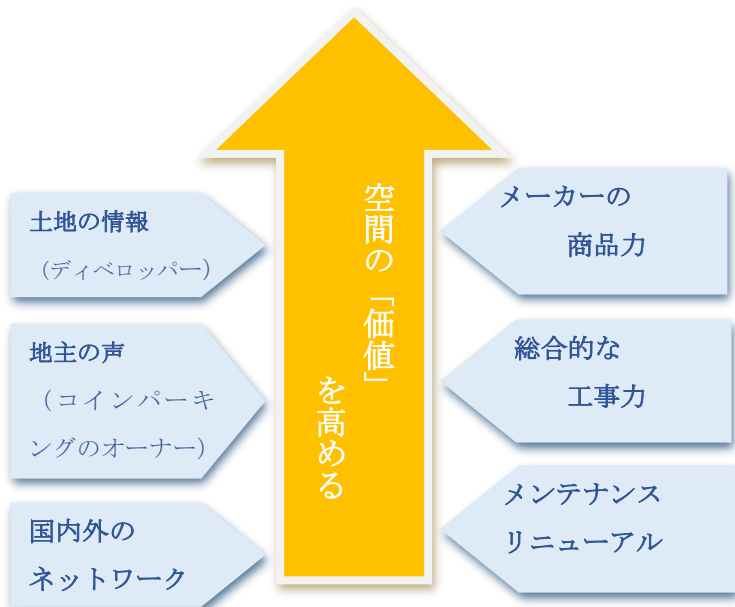 土地の情報
（ディベロッパー）
地主の声
（コインパーキ
ングのオーナー）
国内外の
ネットワーク
空間の「価値」
を高める
メーカーの
商品力
総合的な
工事力
メンテナンス
リニューアル